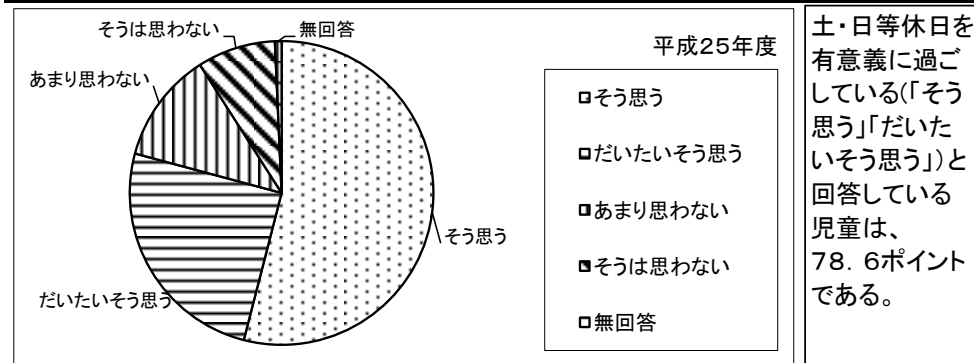 そうは思わない
無回答
あまり思わない
そう思う
だいたいそう思う
平成25年度
そう思う
だいたいそう思う
あまり思わない
そうは思わない
無回答
土・日等休日を
有意義に過ご
している(「そう
思う」「だいた
いそう思う」)と
回答している
児童は、
78．6ポイント
である。